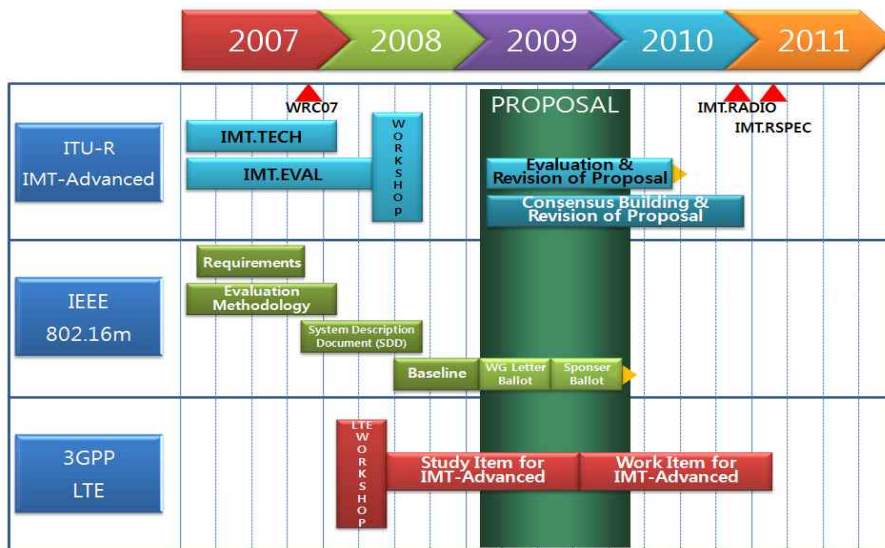 2007 2008 2009 2010 2011
WRC07
PROPOSAL
IMT.RADIO
IMT.RSPEC
ITU-R
IMT-Advanced
IMT.TECH
IMT.EVAL
WORKSHOP
Evaluation &
Revision of Proposal
Consensus Building &
Revision of Proposal
IEEE
802.16m
Requirements
Evaluation
Methodology
System Description
Document (SDD)
Baseline
WG Letter
Ballot
Sponser
Ballot
3GPP
LTE
LTE WORKSHOP
Study Item for
IMT-Advanced
Work Item for
IMT-Advanced